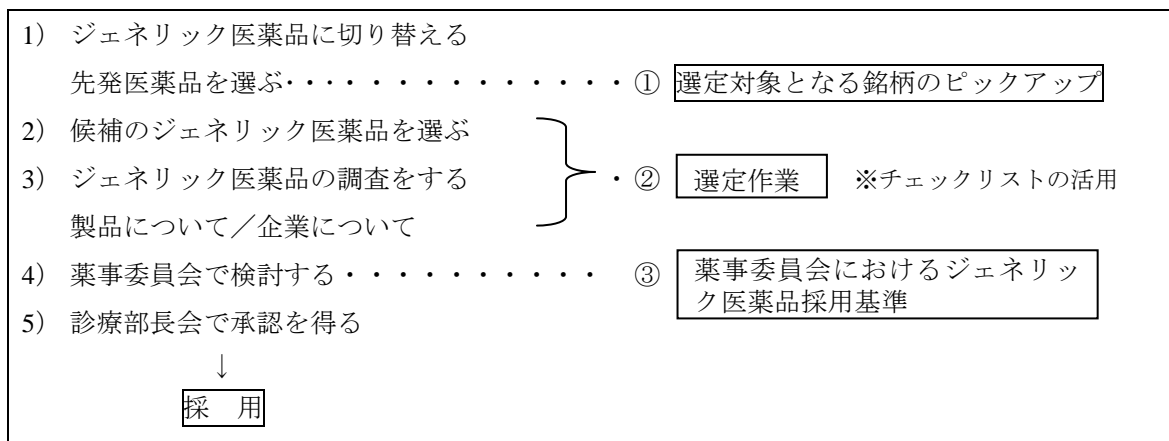 1） ジェネリック医薬品に切り替える
先発医薬品を選ぶ・・・・・・・・・・・・・・・① 選定対象となる銘柄のピックアップ
2） 候補のジェネリック医薬品を選ぶ
3） ジェネリック医薬品の調査をする ・② 選定作業 ※チェックリストの活用
製品について／企業について
4） 薬事委員会で検討する・・・・・・・・・・ ③ 薬事委員会におけるジェネリッ
ク医薬品採用基準
5） 診療部長会で承認を得る
↓
採　用